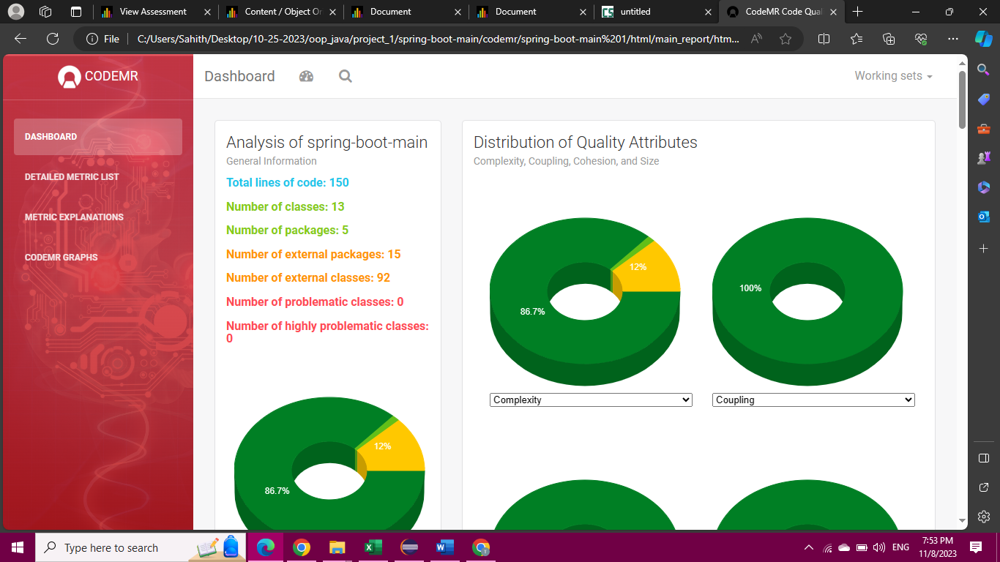 View Assessment
Content / Object Or
Document
Document
untitled
CodeMR Code Qual
File
C:/Users/Sahith/Desktop/10-25-2023/oop_java/project_1/spring-boot-main/codemr/spring-boot-main%201/html/main_report/htm...
CODEMR
Dashboard
Working sets
DASHBOARD
DETAILED METRIC LIST
METRIC EXPLANATIONS
CODEMR GRAPHS
Analysis of spring-boot-main
General Information
Total lines of code: 150
Number of classes: 13
Number of packages: 5
Number of external packages: 15
Number of external classes: 92
Number of problematic classes: 0
Number of highly problematic classes:
0
12%
86.7%
Distribution of Quality Attributes
Complexity, Coupling, Cohesion, and Size
12%
86.7%
100%
Complexity
Coupling
Type here to search
ENG
7:53 PM
11/8/2023